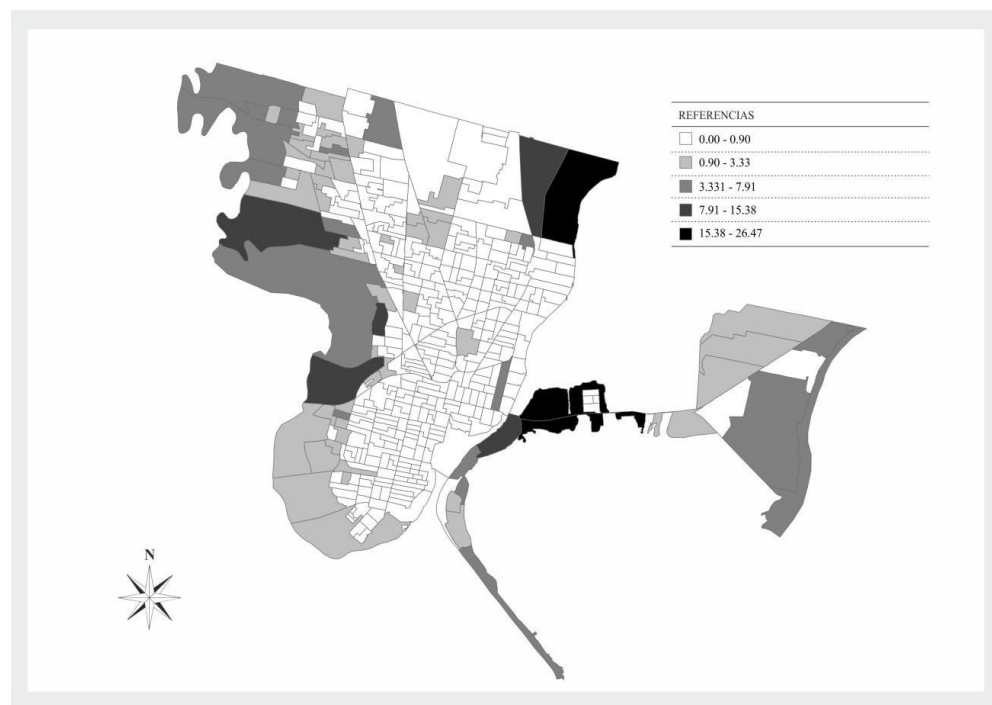 REFERENCIAS
0.00 - 0.90
0.90 - 3.33
3.331 - 7.91
7.91 - 15.38
15.38 - 26.47
N